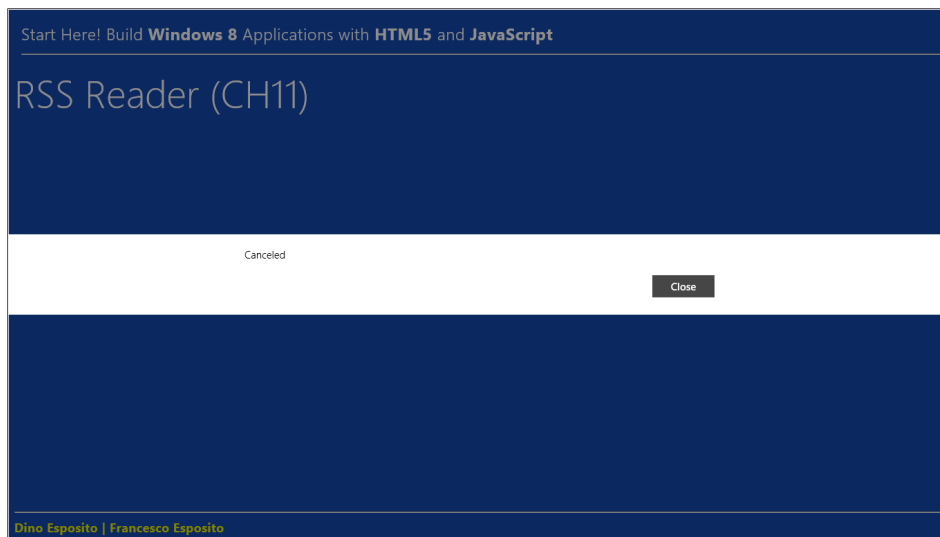 Start Here! Build Windows 8 Applications with HTML5 and JavaScript
RSS Reader (CH11)
Canceled
Close
Dino Esposito | Francesco Esposito